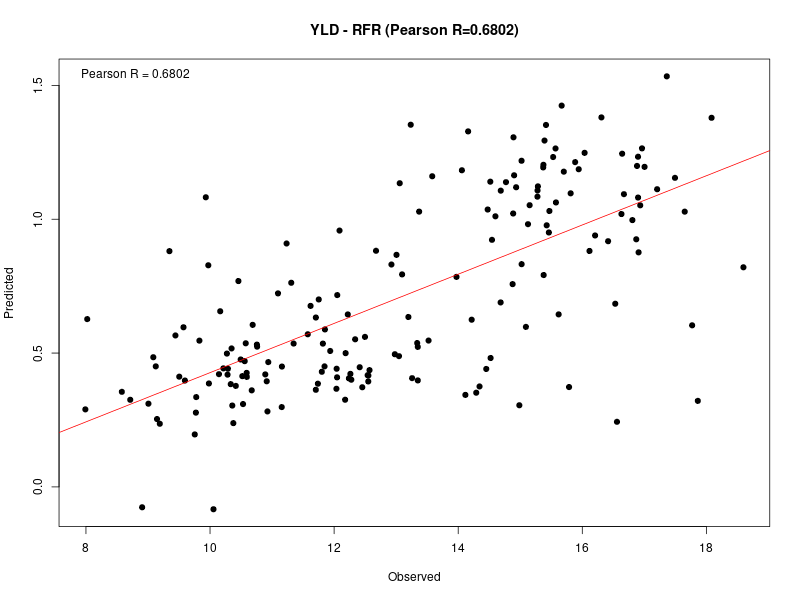 YLD - RFR (Pearson R=0.6802)
Pearson R = 0.6802
1.5
1.0
0.5
0.0
Predicted
8 10 12 14 16 18
Observed